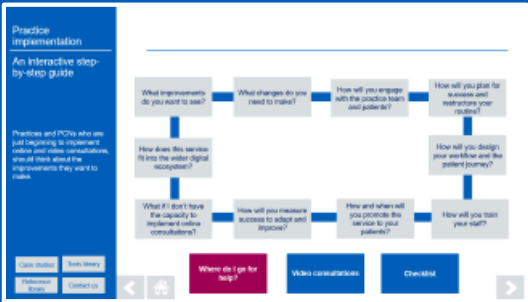 Practice
implementation
An interactive step-
by-step guide
Practices and PCNs who are
just beginning to implement
online and video consultations,
should think about the
improvements they want to
make.
Case studies
Tools library
Reference
library
Contact us
What improvements
do you want to see?
What changes do you
need to make?
How will you engage
with the practice team
and patients?
How will you plan for
success and
restructure your
routine?
How does this service
fit into the wider digital
ecosystem?
How will you design
your workflow and the
patient journey?
What if I don't have
the capacity to
implement online
consultations?
How will you measure
success to adapt and
improve?
How and when will
you promote the
service to your
patients?
How will you train
your staff?
Where do I go for
help?
Video consultations
Checklist